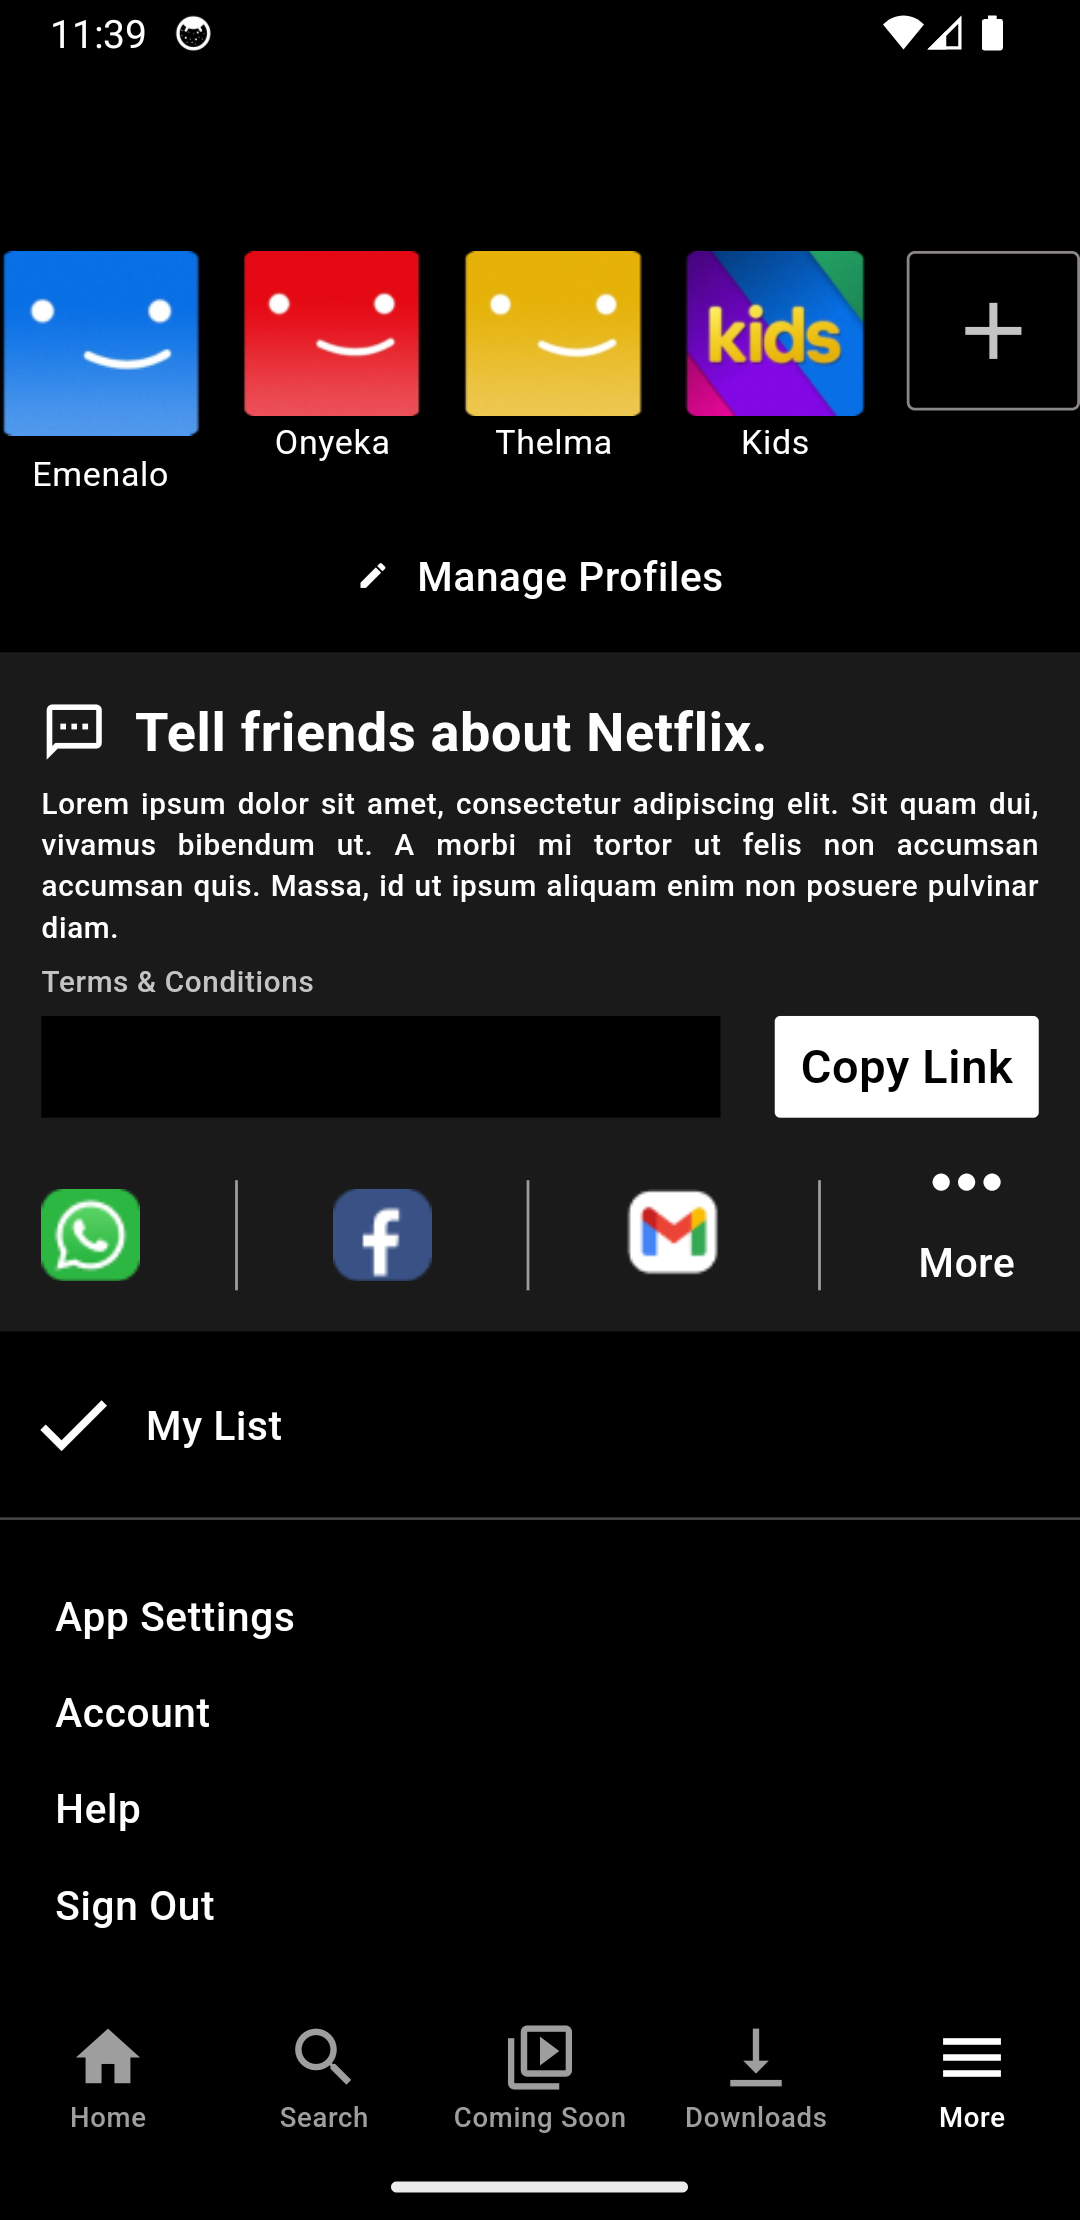 11:39
kids
Emenalo
Onyeka
Thelma
Kids
Manage Profiles
Tell friends about Netflix.
Lorem ipsum dolor sit amet, consectetur adipiscing elit. Sit quam dui,
vivamus bibendum ut. A morbi mi tortor ut felis non accumsan
accumsan quis. Massa, id ut ipsum aliquam enim non posuere pulvinar
diam.
Terms & Conditions
Copy Link
More
My List
App Settings
Account
Help
Sign Out
Home
Search
Coming Soon
Downloads
More